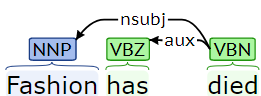 nsubj
aux
NNP VBZ VBN
Fashion has died